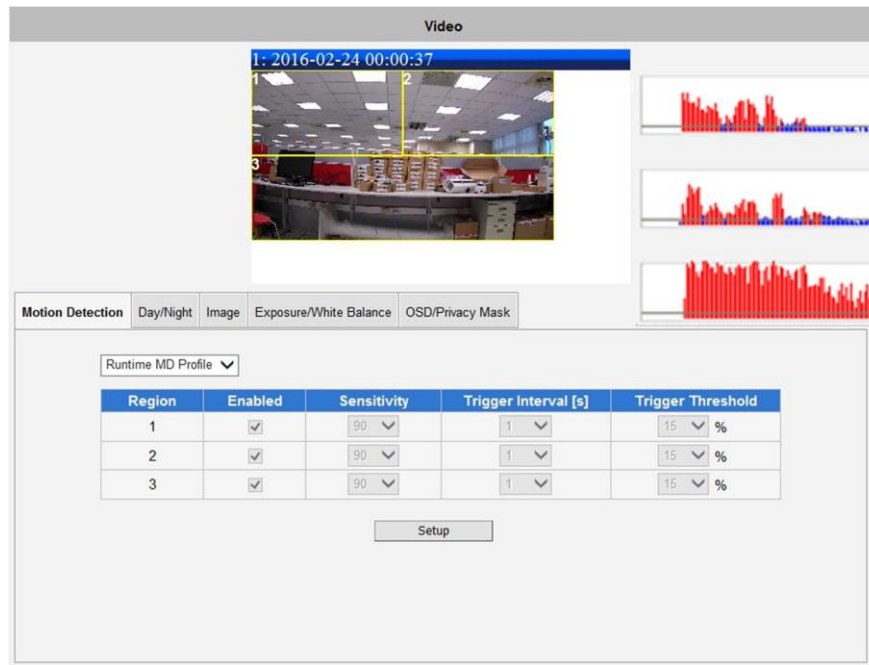 Video
1: 2016-02-24 00:00:37
1 2
3
Motion Detection Day/Night Image Exposure/White Balance OSD/Privacy Mask
Runtime MD Profile
Region Enabled Sensitivity Trigger Interval [s] Trigger Threshold
1 90 1 15 %
2 90 1 15 %
3 90 1 15 %
Setup